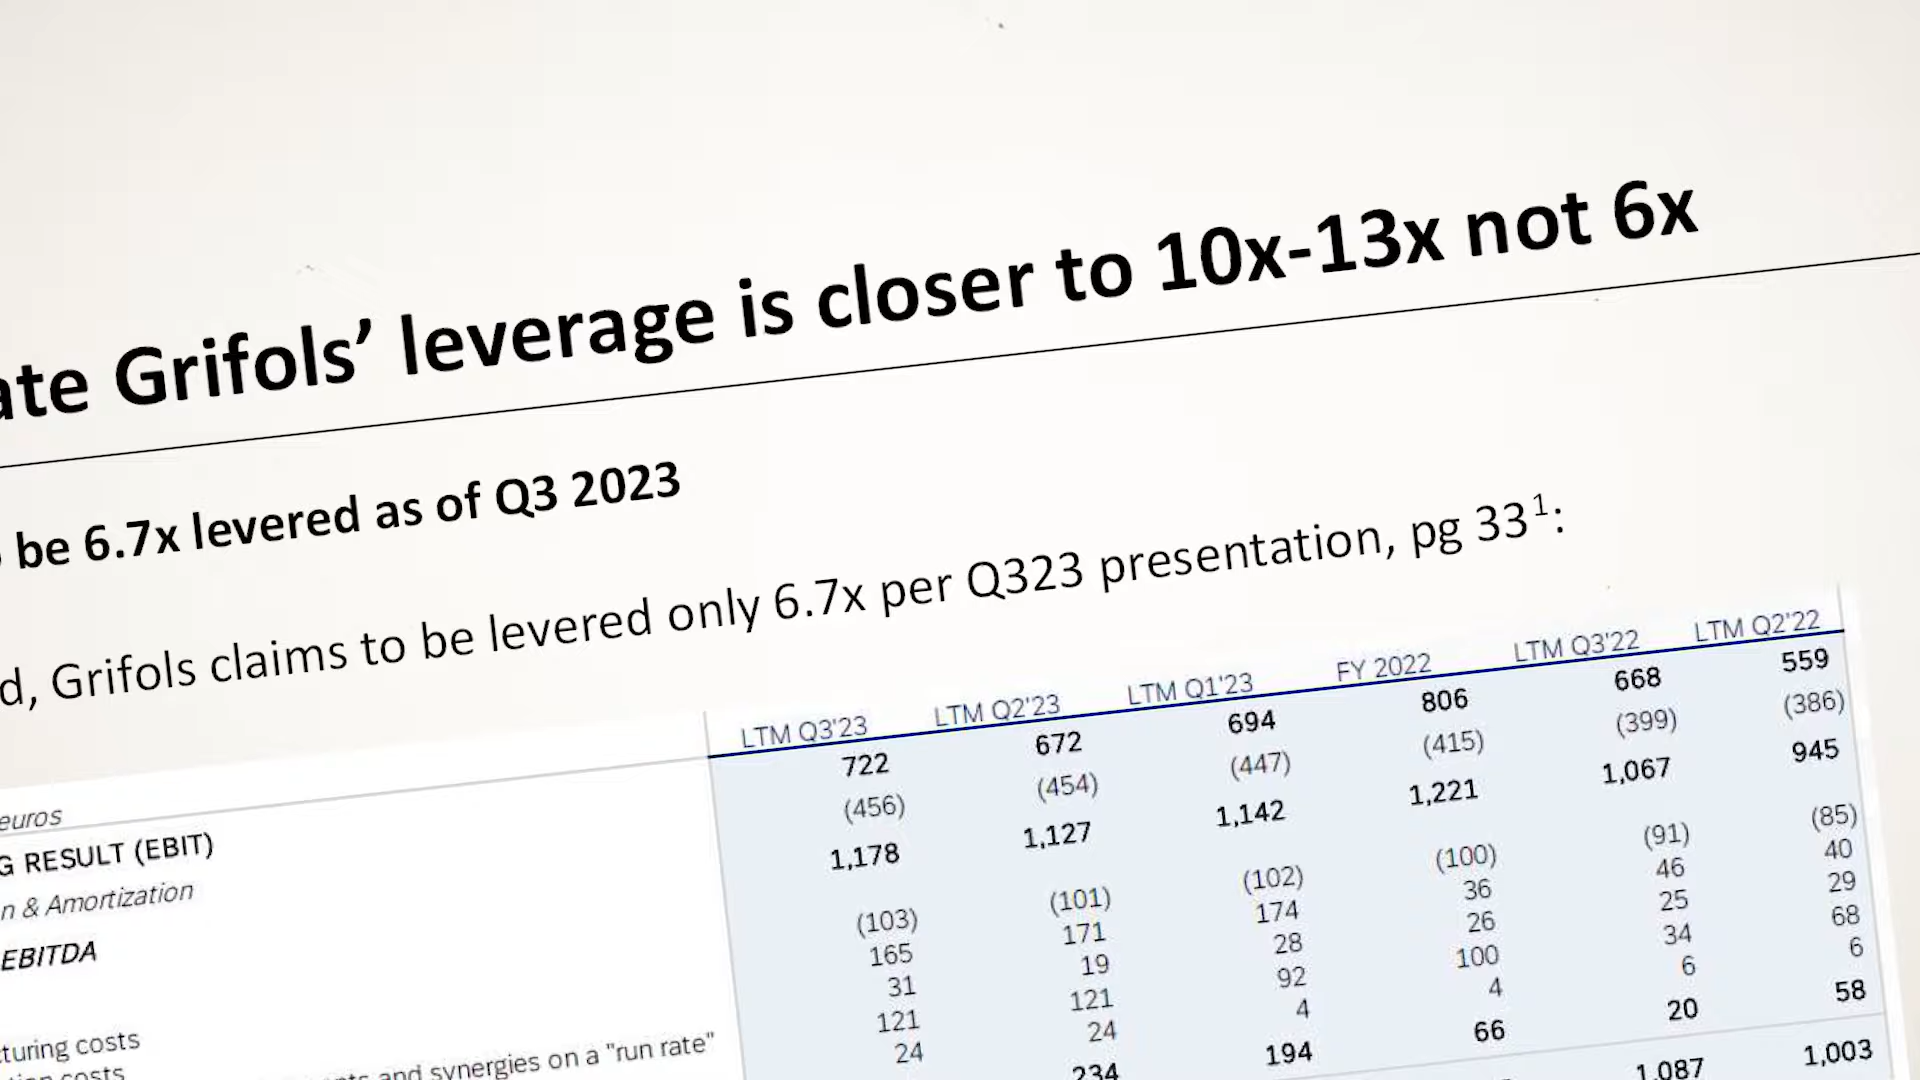 Grifols’ leverage is closer to 10x-13x not 6x
be 6.7x levered as of Q3 2023
Grifols claims to be levered only 6.7x per Q323 presentation, pg 33¹:
euros LTM Q3'23 LTM Q2'23 LTM Q1'23 FY 2022 LTM Q3'22 LTM Q2'22
RESULT (EBIT) 722 672 694 806 668 559
& Amortization (456) (454) (447) (415) (399) (386)
EBITDA 1,178 1,127 1,142 1,221 1,067 945
(103) (101) (102) (100) (91) (85)
165 171 174 36 46 40
31 19 28 26 25 29
costs 121 121 92 100 34 68
costs 24 24 4 4 6 6
and synergies on a "run rate" 234 194 66 20 58
1,087 1,003